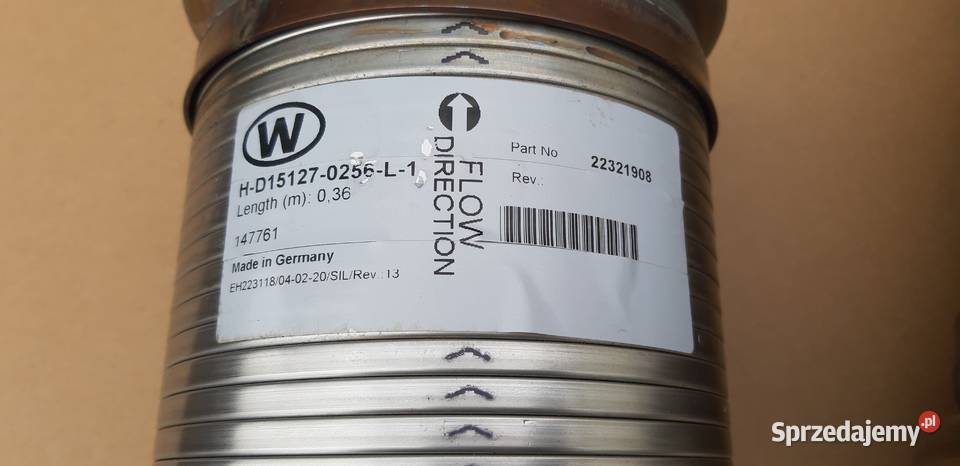 W
H-D15127-0256-L-1
Length (m): 0,36
147761
Made in Germany
EH223118/04-02-20/SIL/Rev.:13
FLOW
DIRECTION
Part No 22321908
Rev.:
Sprzedajemy.pl